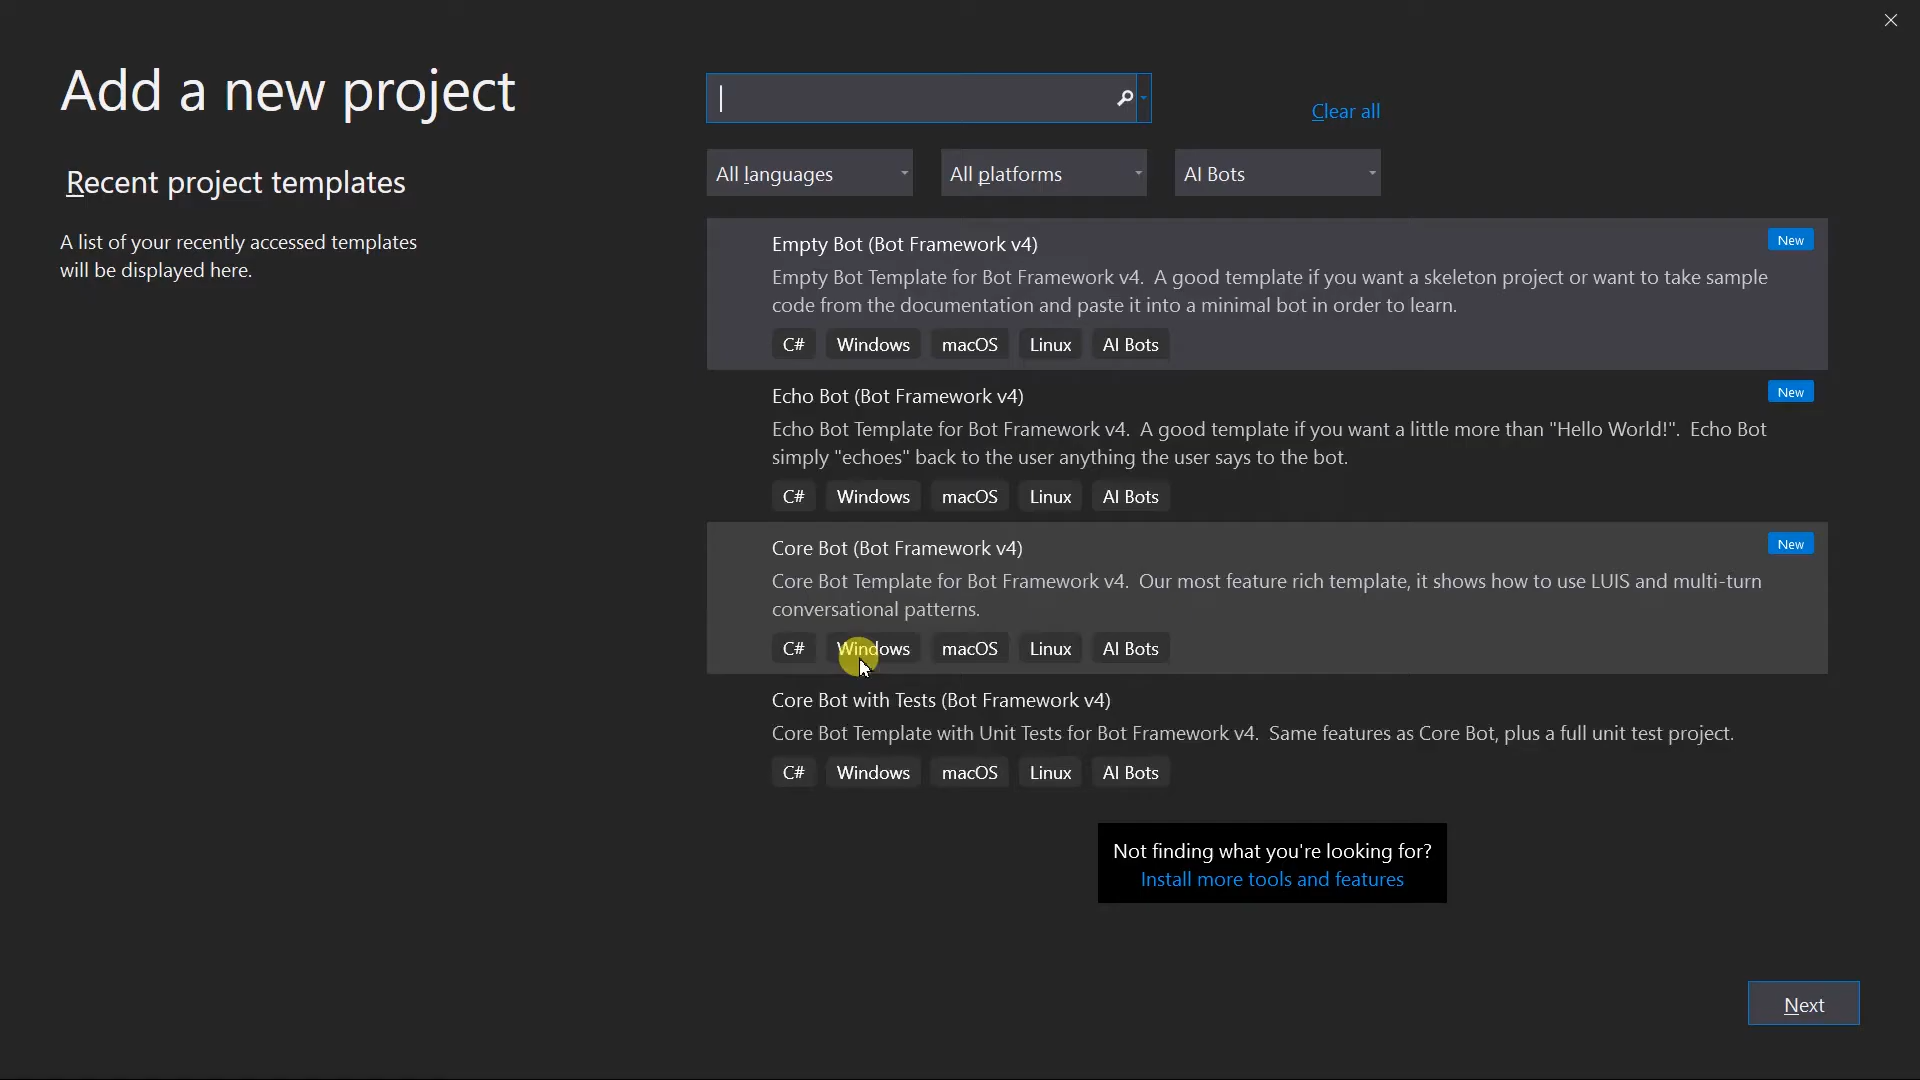 Add a new project
Clear all
All languages
All platforms
AI Bots
Recent project templates
A list of your recently accessed templates
will be displayed here.
Empty Bot (Bot Framework v4)
New
Empty Bot Template for Bot Framework v4. A good template if you want a skeleton project or want to take sample
code from the documentation and paste it into a minimal bot in order to learn.
C# Windows macOS Linux AI Bots
Echo Bot (Bot Framework v4)
New
Echo Bot Template for Bot Framework v4. A good template if you want a little more than "Hello World!". Echo Bot
simply "echoes" back to the user anything the user says to the bot.
C# Windows macOS Linux AI Bots
Core Bot (Bot Framework v4)
New
Core Bot Template for Bot Framework v4. Our most feature rich template, it shows how to use LUIS and multi-turn
conversational patterns.
C# Windows macOS Linux AI Bots
Core Bot with Tests (Bot Framework v4)
Core Bot Template with Unit Tests for Bot Framework v4. Same features as Core Bot, plus a full unit test project.
C# Windows macOS Linux AI Bots
Not finding what you're looking for?
Install more tools and features
Next